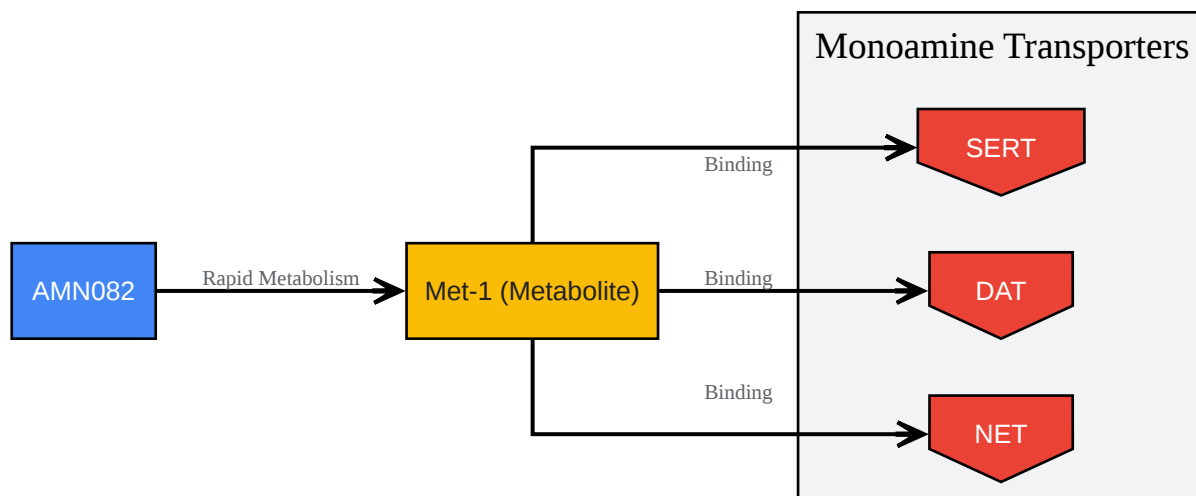 Monoamine Transporters
SERT
Binding
AMN082
Rapid Metabolism
Met-1 (Metabolite)
Binding
DAT
Binding
NET